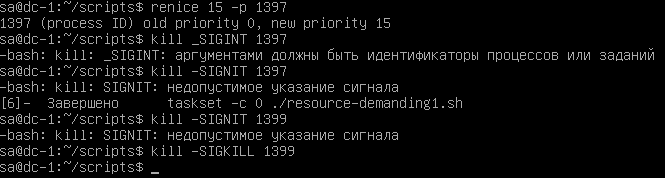 sa@dc-1:~/scripts$ renice 15 -p 1397
1397 (process ID) old priority 0, new priority 15
sa@dc-1:~/scripts$ kill _SIGINT 1397
-bash: kill: _SIGINT: аргументами должны быть идентификаторы процессов или заданий
sa@dc-1:~/scripts$ kill -SIGNIT 1397
-bash: kill: SIGNIT: недопустимое указание сигнала
[6]-  Завершено      taskset -c 0 ./resource-demanding1.sh
sa@dc-1:~/scripts$ kill -SIGNIT 1399
-bash: kill: SIGNIT: недопустимое указание сигнала
sa@dc-1:~/scripts$ kill -SIGKILL 1399
sa@dc-1:~/scripts$ _